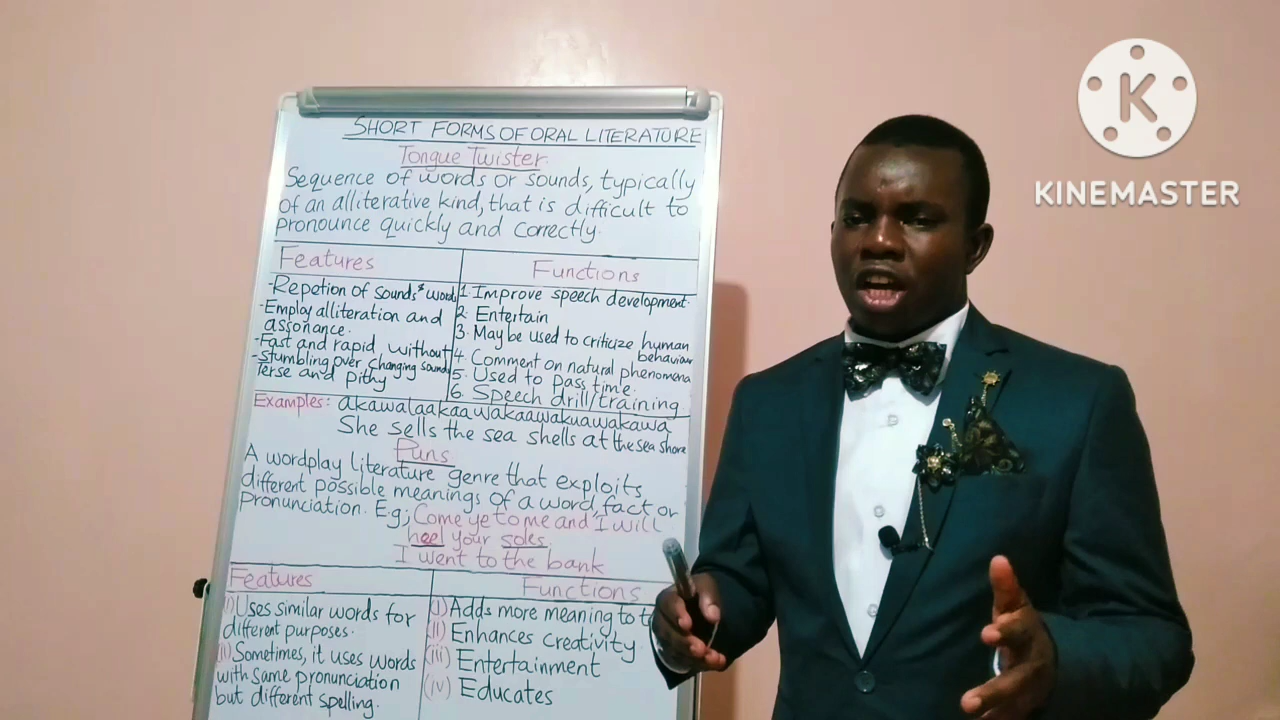 SHORT FORMS OF ORAL LITERATURE
Tongue Twister
Sequence of words or sounds, typically
of an alliterative kind, that is difficult to
pronounce quickly and correctly.
Features
-Repetion of sounds & words
-Employ alliteration and
assonance.
-Fast and rapid, without
-Stumbling over changing sounds
Terse and pithy
Functions
1. Improve speech development.
2. Entertain
3. May be used to criticize human
behaviour
4. Comment on natural phenomena
5. Used to pass time.
6. Speech drill/training
Examples: akawalaakaawakaawakuawakawa
She sells the sea shells at the sea shore
Puns
A wordplay literature genre that exploits
different possible meanings of a word, fact or
pronunciation. E.g; Come ye to me and I will
heel your soles.
I went to the bank
Features
(i) Uses similar words for
different purposes.
(ii) Sometimes, it uses words
with same pronunciation
but different spelling.
Functions
(i) Adds more meaning to
(ii) Enhances creativity.
(iii) Entertainment
(iv) Educates
K
KINEMASTER